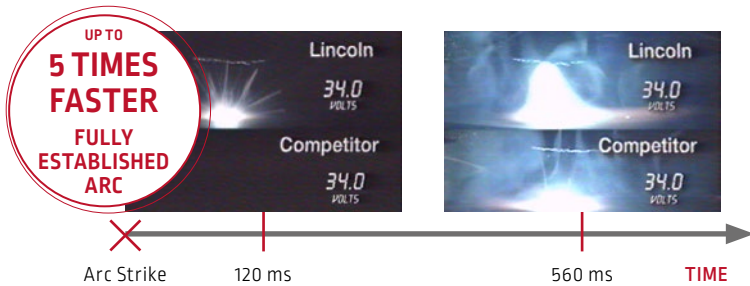 UP TO
5 TIMES
FASTER
FULLY
ESTABLISHED
ARC
Lincoln
34.0
VOLTS
Competitor
34.0
VOLTS
Lincoln
34.0
VOLTS
Competitor
34.0
VOLTS
Arc Strike
120 ms
560 ms
TIME